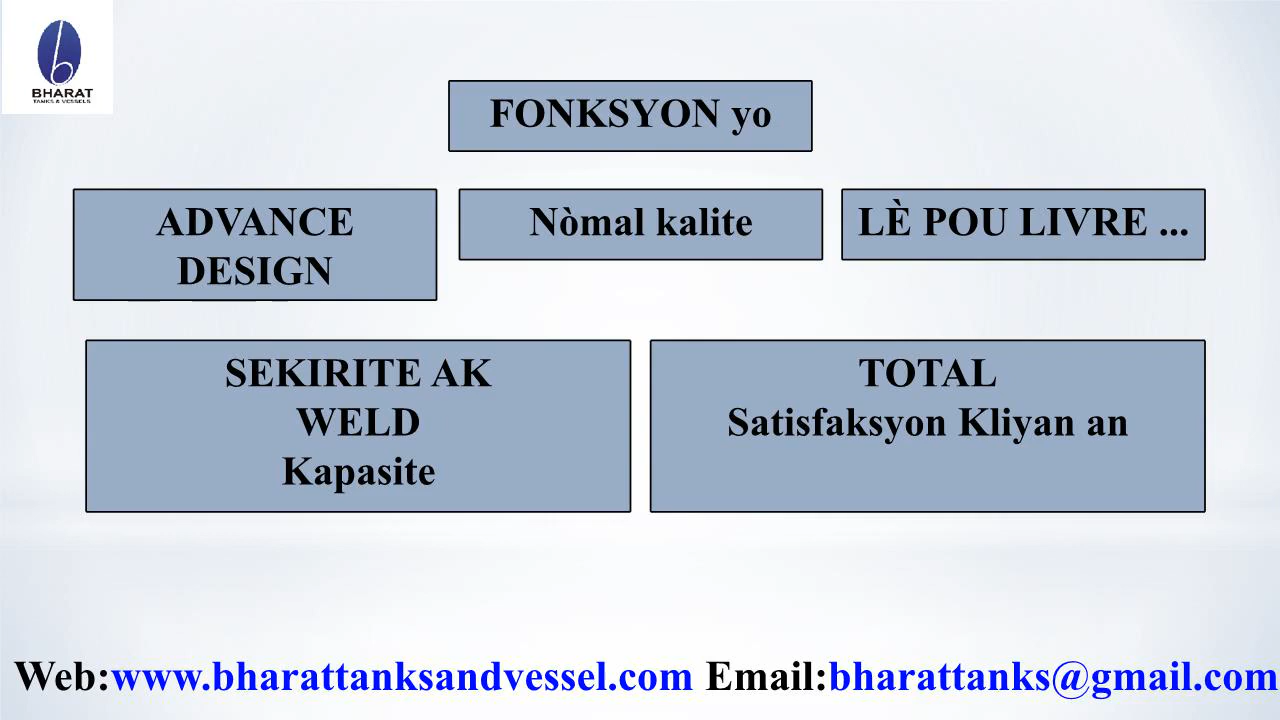 BHARAT
TANKS & VESSELS
FONKSYON yo
ADVANCE
DESIGN
Nòmal kalite
LÈ POU LIVRE ...
SEKIRITE AK
WELD
Kapasite
TOTAL
Satisfaksyon Kliyan an
Web:www.bharattanksandvessel.com Email:bharattanks@gmail.com